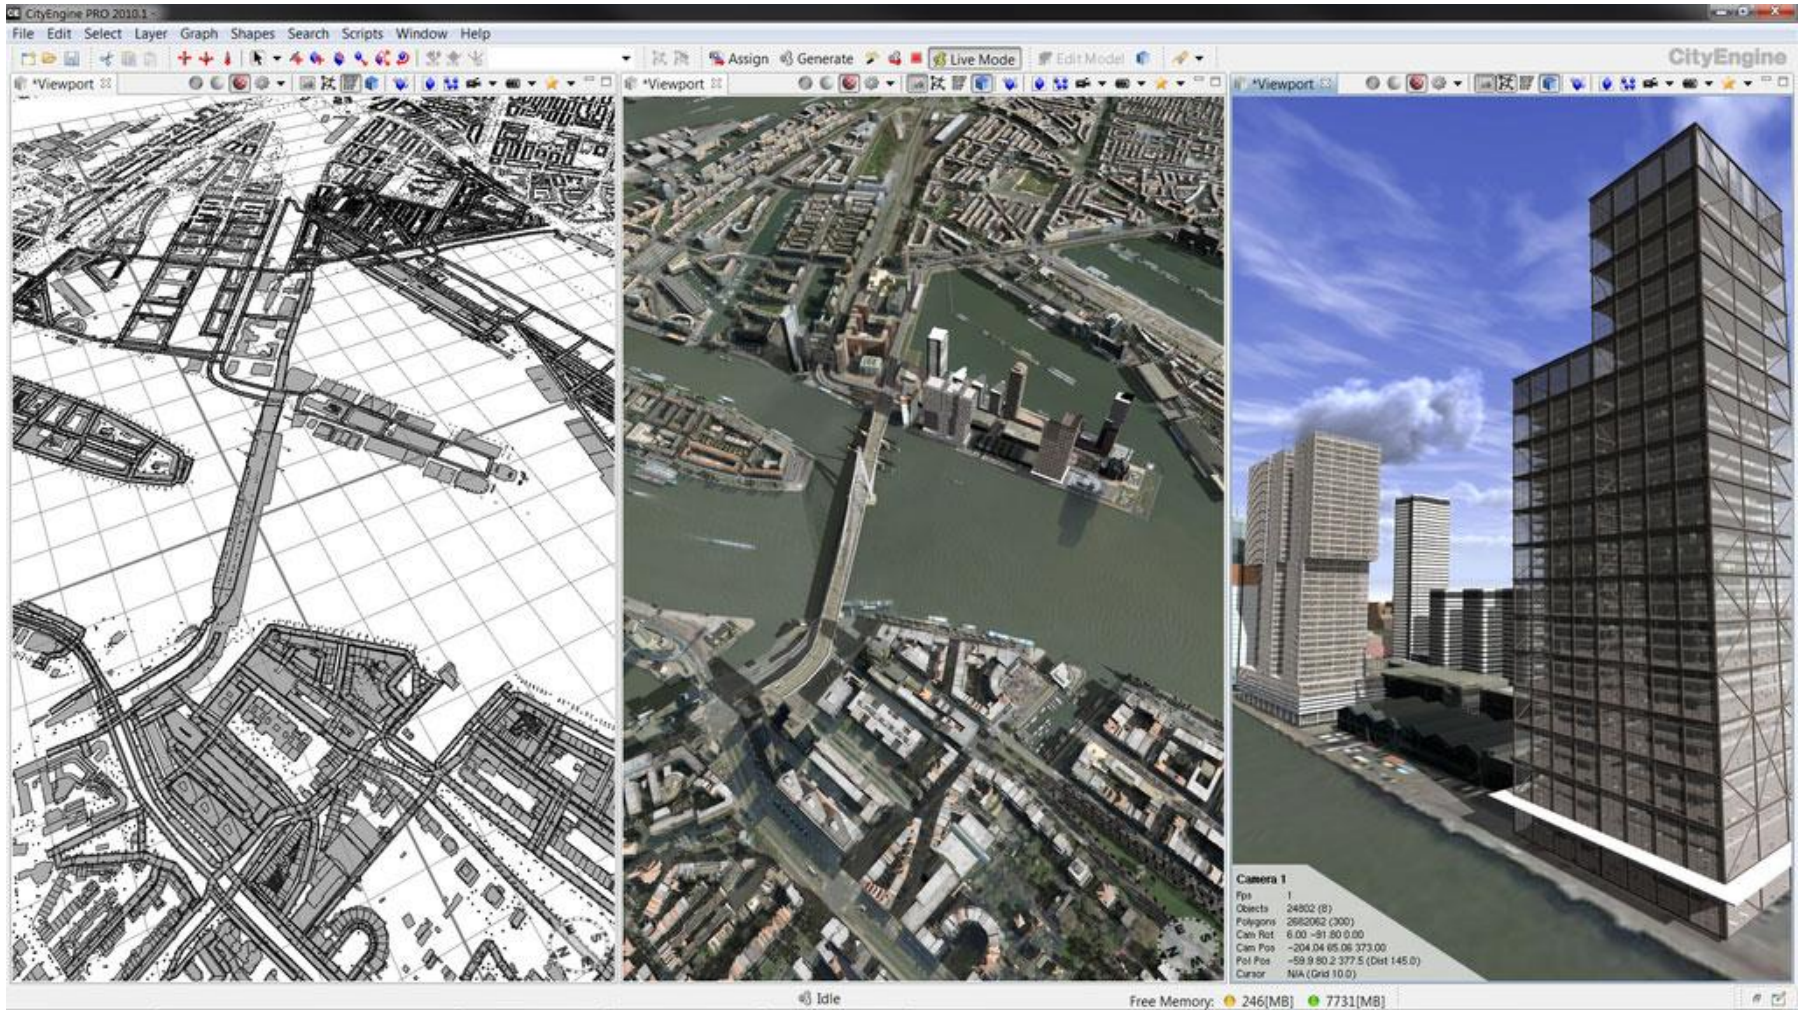 CityEngine PRO 2010.1 -
File Edit Select Layer Graph Shapes Search Scripts Window Help
Assign Generate Live Mode Edit Model CityEngine
*Viewport *Viewport *Viewport
Camera 1
Fps 1
Objects 24802 (8)
Polygons 2682062 (300)
Cam Rot 6.00 -91.80 0.00
Cam Pos -204.04 65.06 373.00
PoI Pos -59.9 80.2 377.5 (Dist 145.0)
Cursor N/A (Grid 10.0)
Idle
Free Memory: 246[MB] 7731[MB]